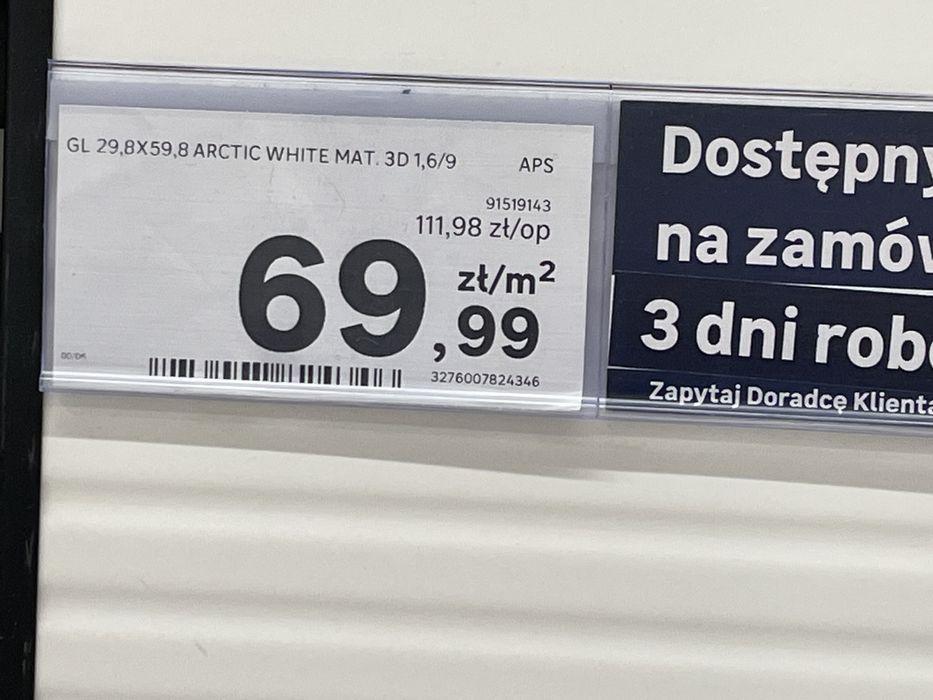 GL 29,8X59,8 ARCTIC WHITE MAT. 3D 1,6/9 APS
91519143
111,98 zł/op
69,99 zł/m²
3276007824346
Dostępny
na zamów
3 dni rob
Zapytaj Doradcę Klienta